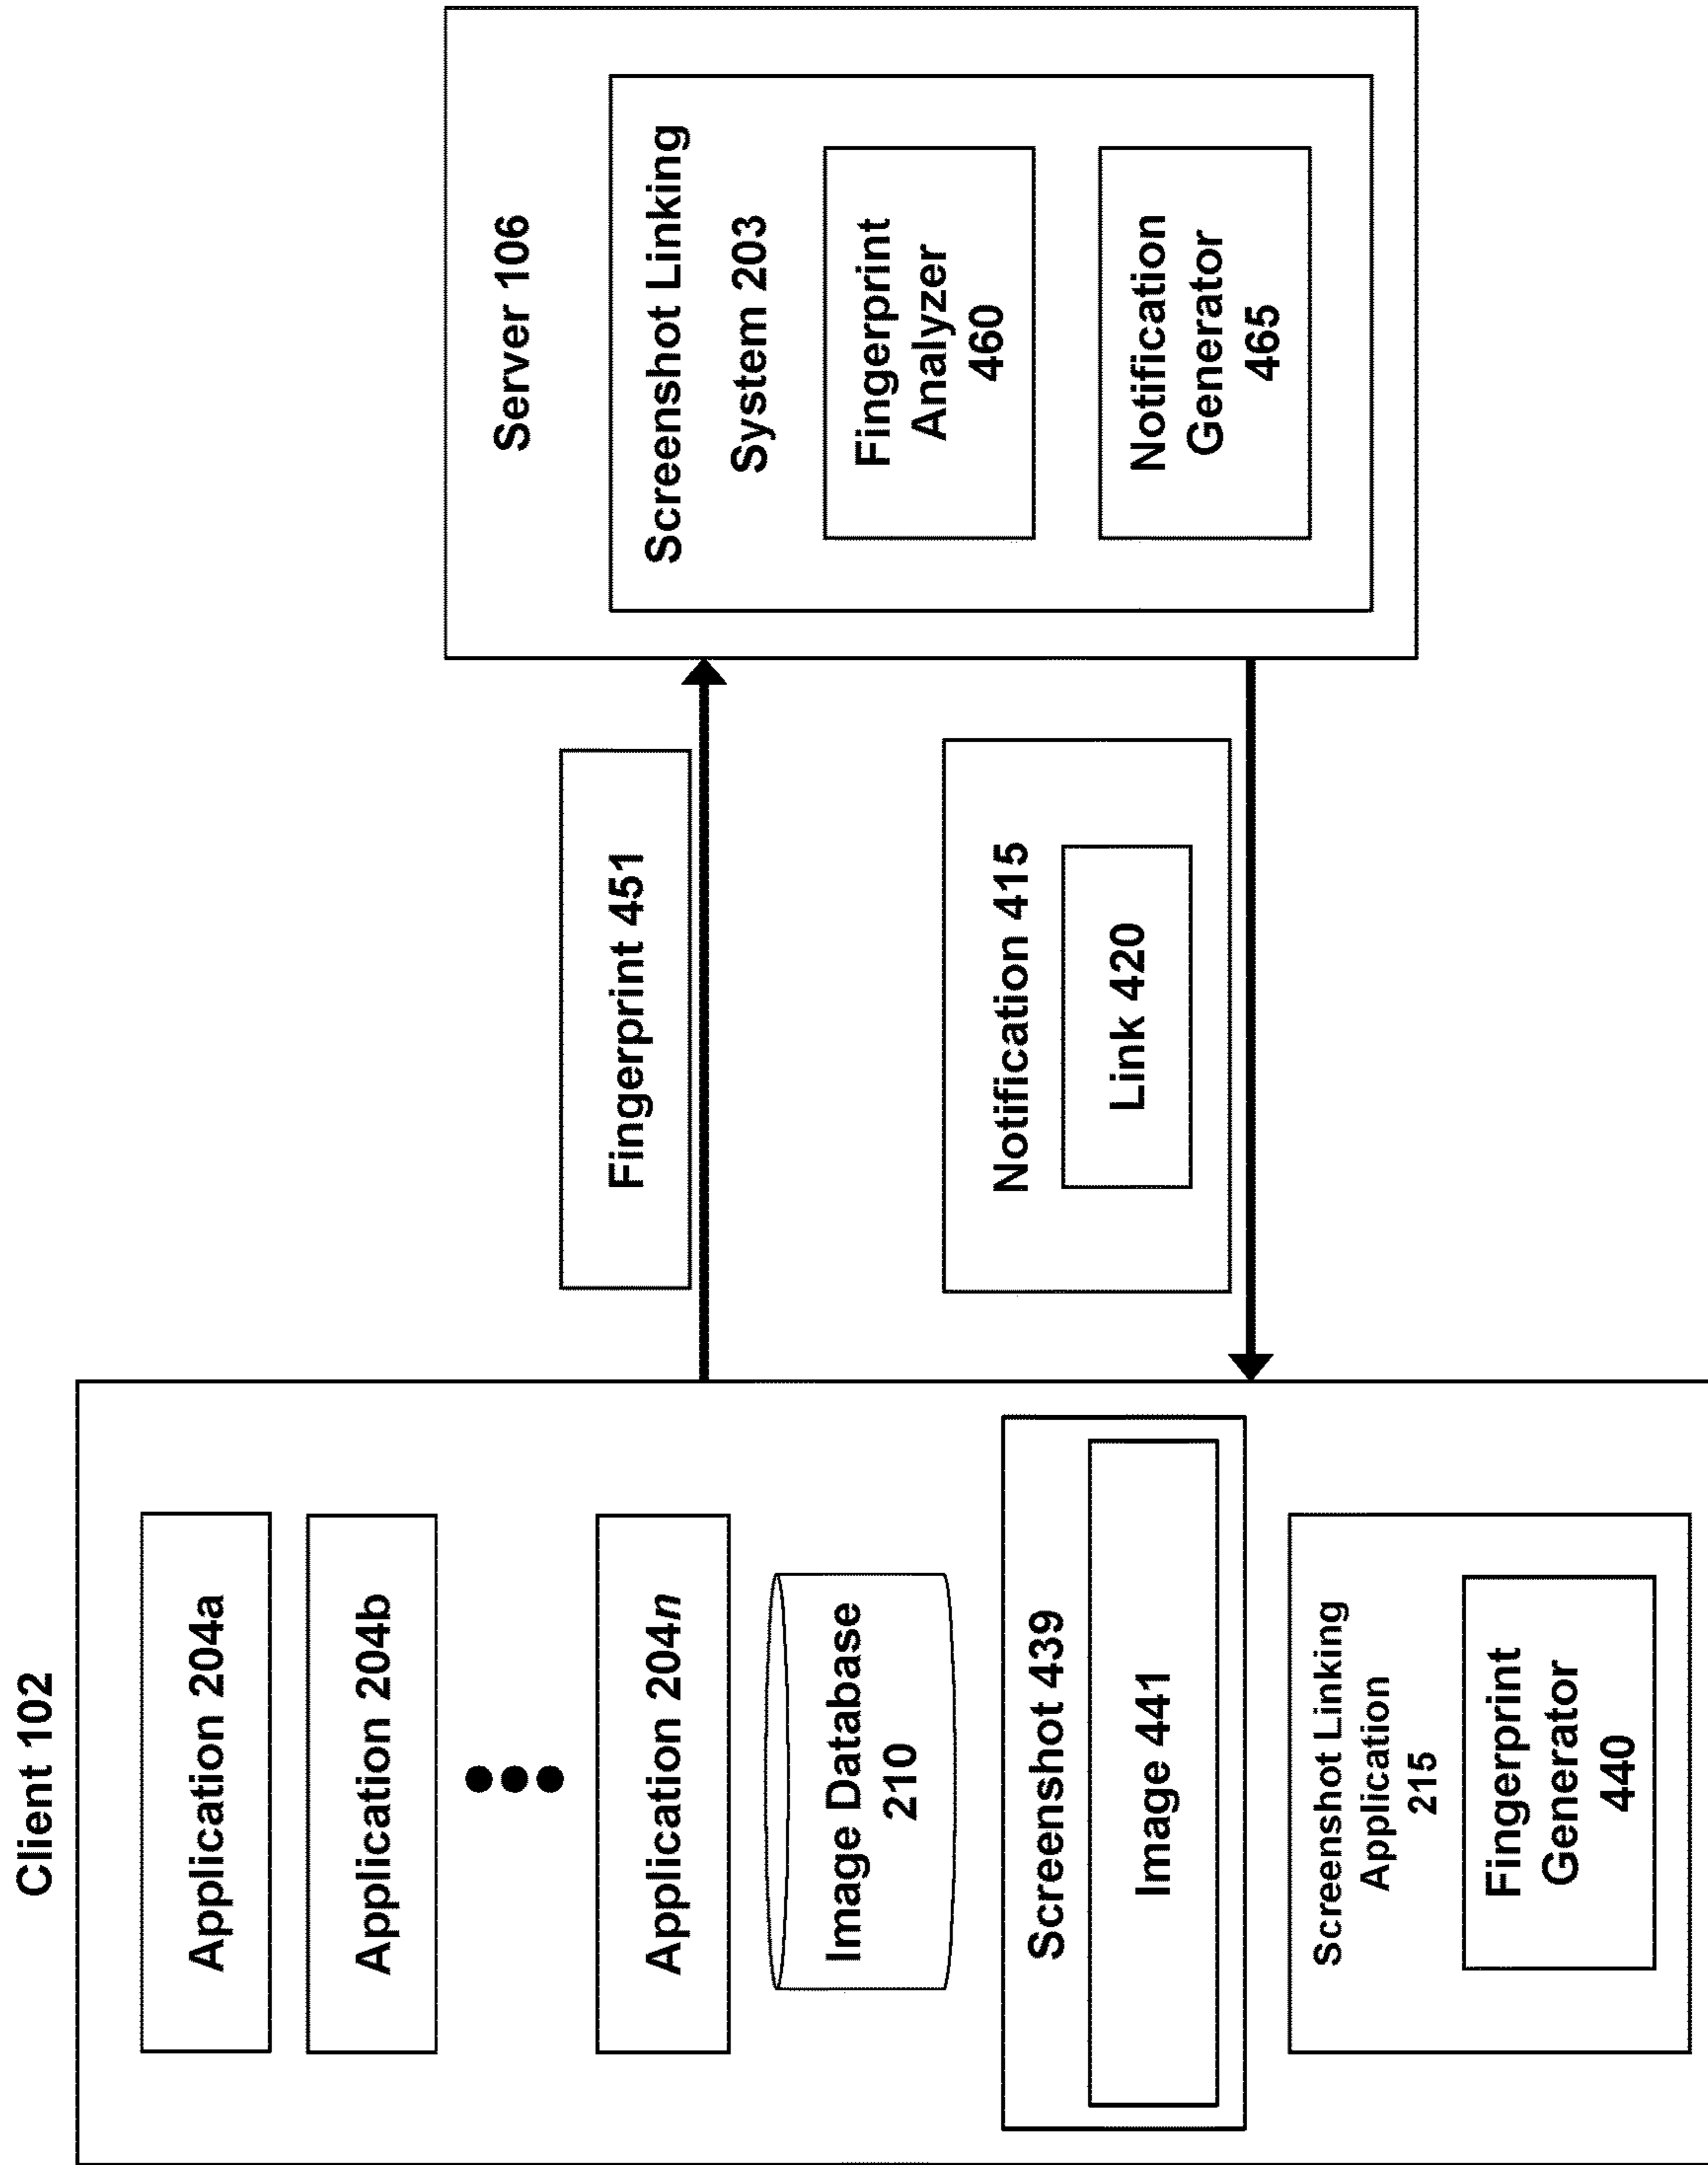 Client 102
Application 204a
Application 204b
Application 204n
Image Database
210
Screenshot 439
Image 441
Screenshot Linking
Application
215
Fingerprint
Generator
440
Fingerprint 451
Notification 415
Link 420
Server 106
Screenshot Linking
System 203
Fingerprint
Analyzer
460
Notification
Generator
465